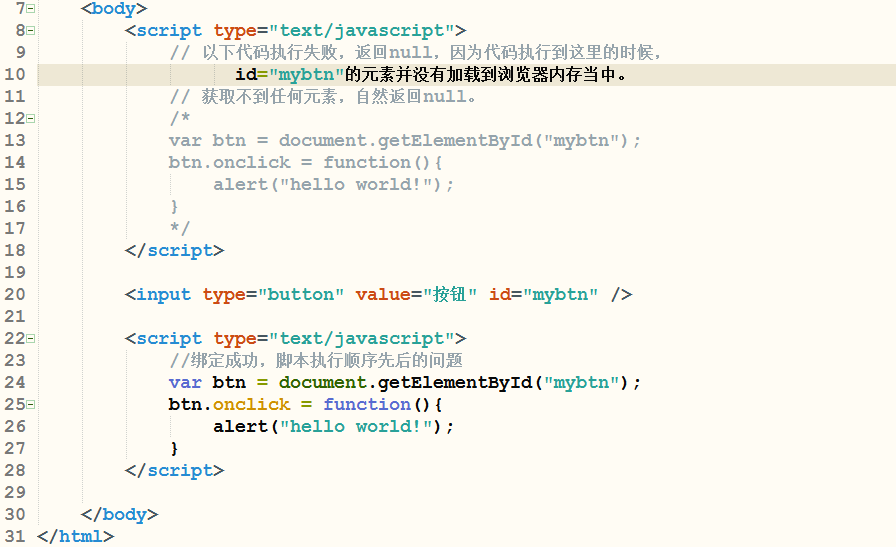 7 <body>
8 <script type="text/javascript">
9 // 以下代码执行失败，返回null，因为代码执行到这里的时候，
10 id="mybtn"的元素并没有加载到浏览器内存当中。
11 // 获取不到任何元素，自然返回null。
12 /*
13 var btn = document.getElementById("mybtn");
14 btn.onclick = function(){
15 alert("hello world!");
16 }
17 */
18 </script>
19
20 <input type="button" value="按钮" id="mybtn" />
21
22 <script type="text/javascript">
23 //绑定成功，脚本执行顺序先后的问题
24 var btn = document.getElementById("mybtn");
25 btn.onclick = function(){
26 alert("hello world!");
27 }
28 </script>
29
30 </body>
31 </html>